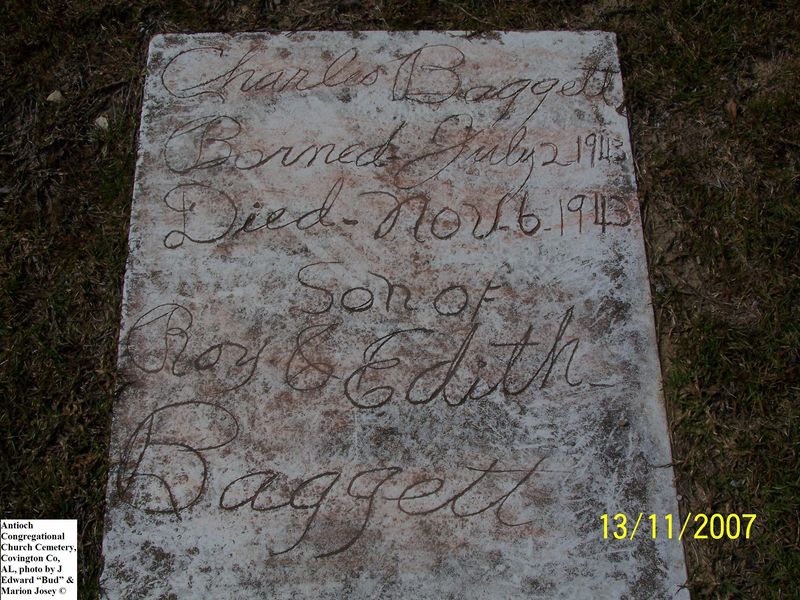 Charles Baggett
Borned- July 2 1943
Died- Nov-6-1943
Son of
Roy & Edith
Baggett
13/11/2007
Antioch
Congregational
Church Cemetery,
Covington Co,
AL, photo by J
Edward “Bud” &
Marion Josey ©